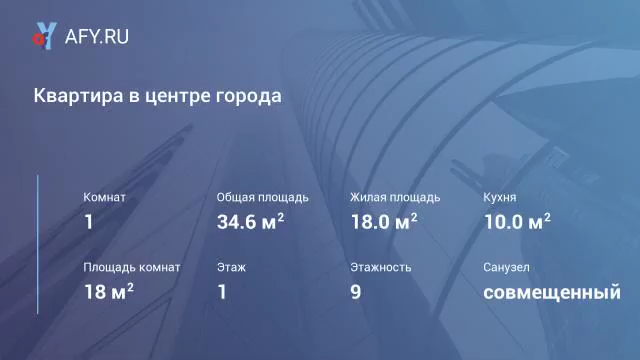 AFY.RU
Квартира в центре города
Комнат
1
Общая площадь
34.6 м²
Жилая площадь
18.0 м²
Кухня
10.0 м²
Площадь комнат
18 м²
Этаж
1
Этажность
9
Санузел
совмещенный